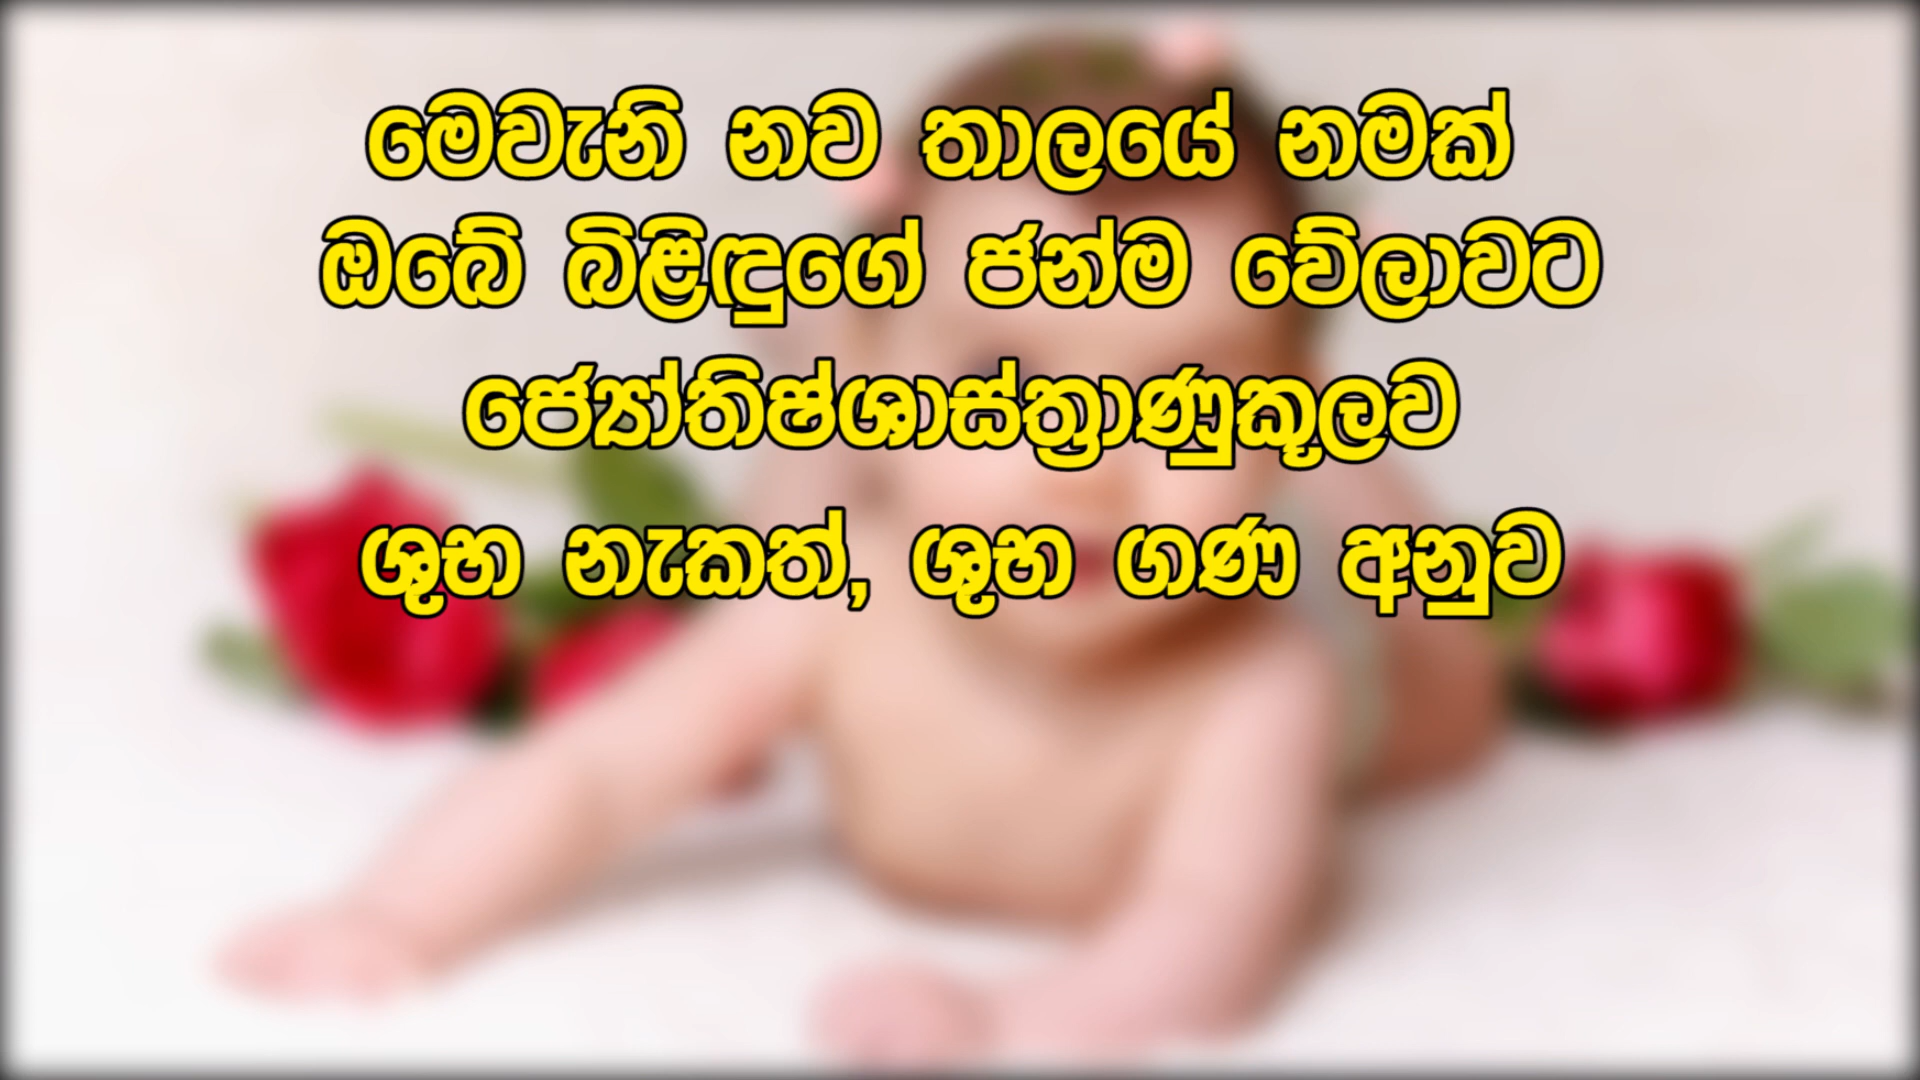 මෙවැනි නව තාලයේ නමක්
ඔබේ බිළිඳුගේ ජන්ම වේලාවට
ජ්‍යෝතිෂ්ශාස්ත්‍රාණුකූලව
ශුභ නැකත්, ශුභ ගණ අනුව